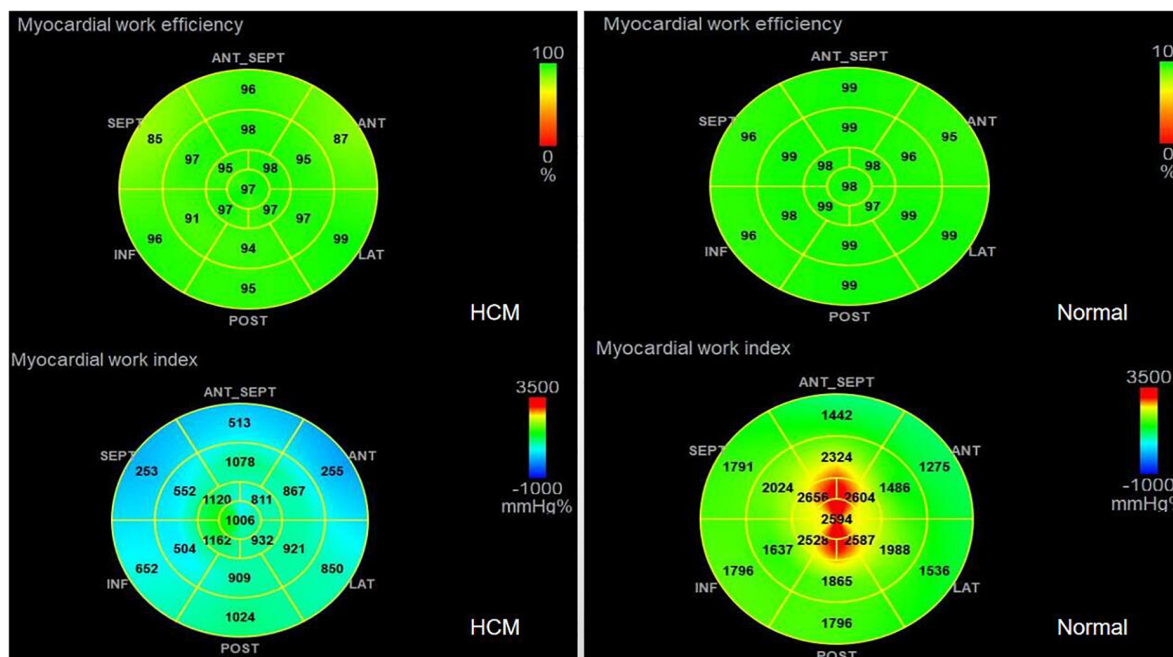 Myocardial work efficiency
ANT_SEPT
100
96
SEPT
ANT
85
98
87
97
95
95
98
0
%
97
97
97
91
97
96
94
99
INF
LAT
95
POST
HCM
Myocardial work efficiency
ANT_SEPT
10
99
SEPT
ANT
96
99
95
99
96
98
98
0
%
98
99
97
98
99
96
99
99
INF
LAT
99
POST
Normal
Myocardial work index
ANT_SEPT
3500
513
SEPT
ANT
253
1078
255
552
867
1120
811
-1000
mmHg%
1006
1162
932
504
921
652
909
850
INF
LAT
1024
POST
HCM
Myocardial work index
ANT_SEPT
3500
1442
SEPT
ANT
1791
2324
1275
2024
1486
2656
2604
-1000
mmHg%
2594
2528
2587
1637
1988
1796
1865
1536
INF
LAT
1796
POST
Normal